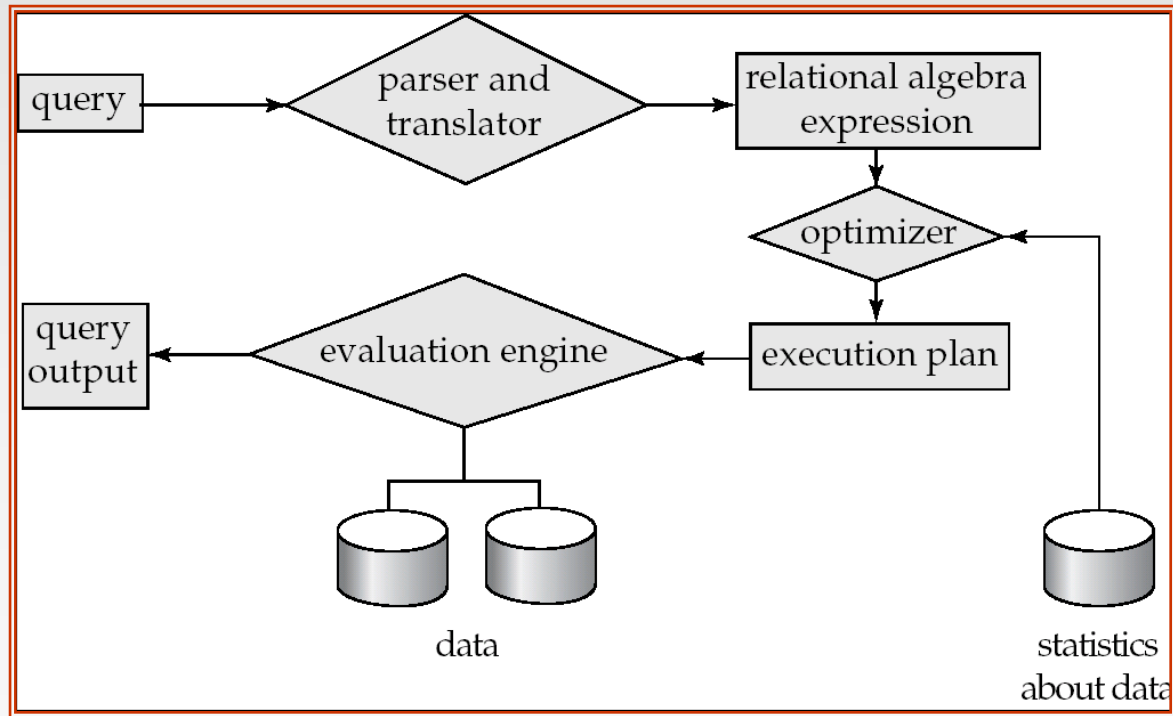 query
parser and
translator
relational algebra
expression
optimizer
query
output
evaluation engine
execution plan
data
statistics
about data